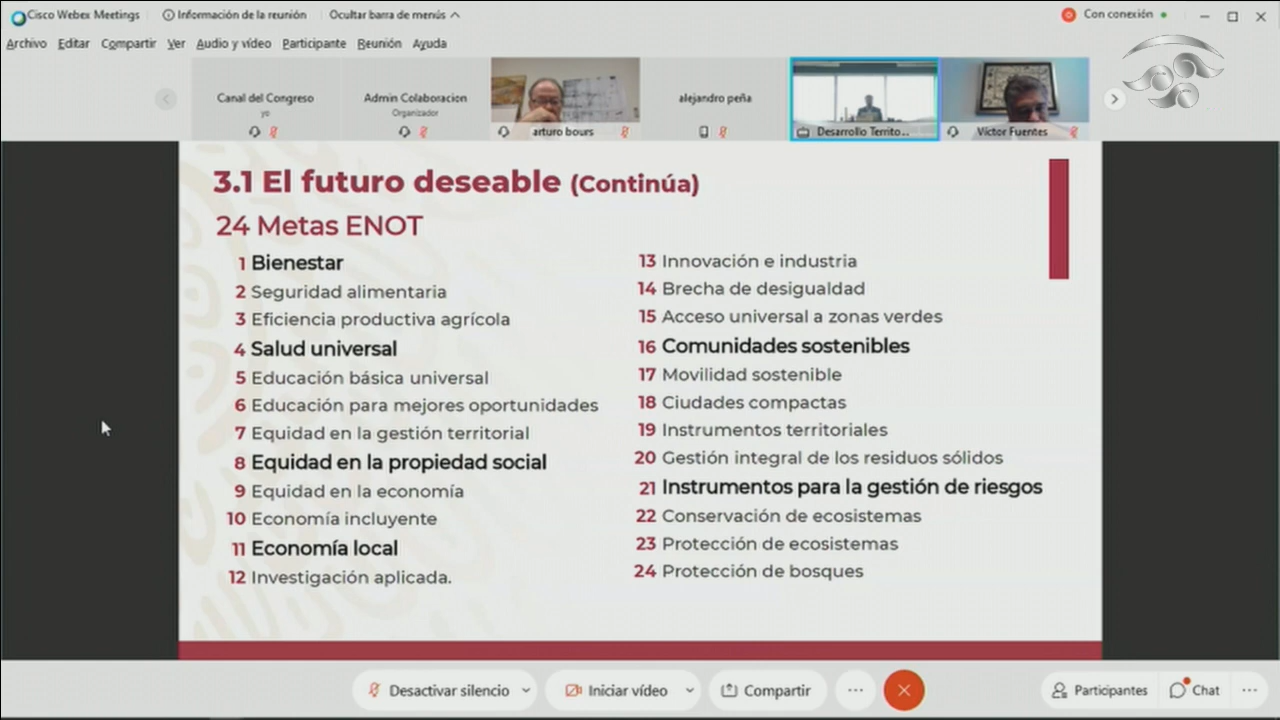 Cisco Webex Meetings
Información de la reunión
Ocultar barra de menús
Con conexión
Archivo Editar Compartir Ver Audio y vídeo Participante Reunión Ayuda
Canal del Congreso
yo
Admin Colaboracion
Organizador
arturo bours
alejandro peña
Desarrollo Territo...
Víctor Fuentes
3.1 El futuro deseable (Continúa)
24 Metas ENOT
1 Bienestar
2 Seguridad alimentaria
3 Eficiencia productiva agrícola
4 Salud universal
5 Educación básica universal
6 Educación para mejores oportunidades
7 Equidad en la gestión territorial
8 Equidad en la propiedad social
9 Equidad en la economía
10 Economía incluyente
11 Economía local
12 Investigación aplicada.
13 Innovación e industria
14 Brecha de desigualdad
15 Acceso universal a zonas verdes
16 Comunidades sostenibles
17 Movilidad sostenible
18 Ciudades compactas
19 Instrumentos territoriales
20 Gestión integral de los residuos sólidos
21 Instrumentos para la gestión de riesgos
22 Conservación de ecosistemas
23 Protección de ecosistemas
24 Protección de bosques
Desactivar silencio
Iniciar vídeo
Compartir
Participantes
Chat